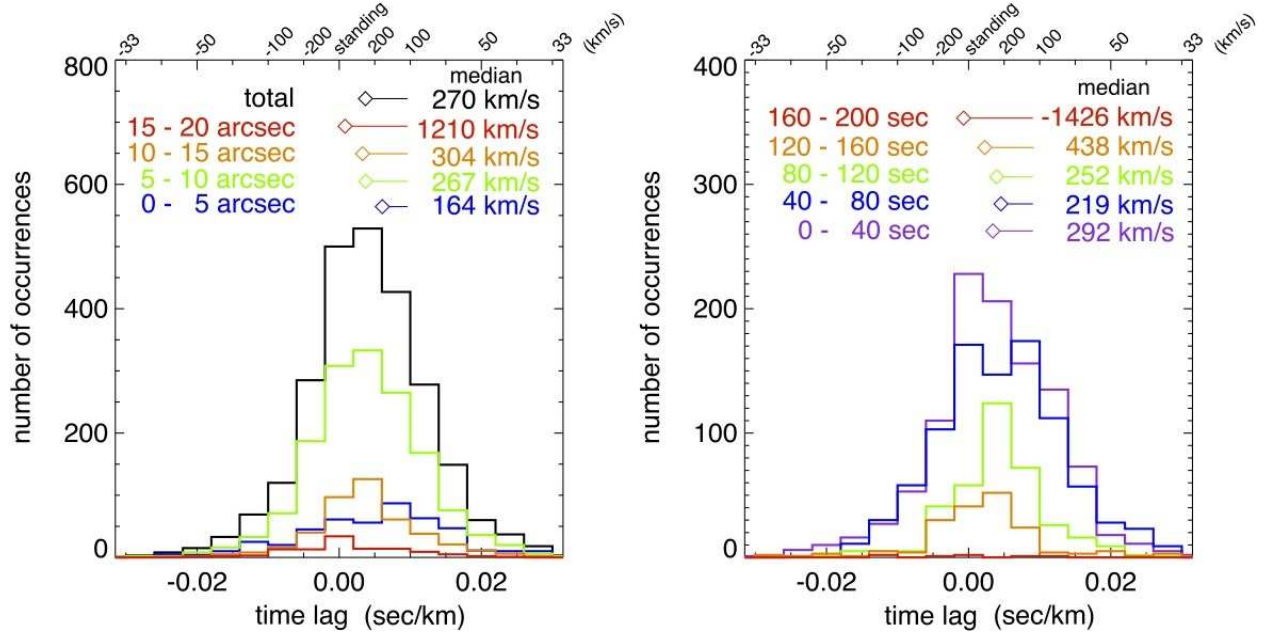 -33 -50 -100 -200 standing 200 100 50 33 (km/s)
800
600
400
200
0
number of occurrences
median
total 270 km/s
15 - 20 arcsec 1210 km/s
10 - 15 arcsec 304 km/s
5 - 10 arcsec 267 km/s
0 - 5 arcsec 164 km/s
-0.02 0.00 0.02
time lag (sec/km)
-33 -50 -100 -200 standing 200 100 50 33 (km/s)
400
300
200
100
0
number of occurrences
median
160 - 200 sec -1426 km/s
120 - 160 sec 438 km/s
80 - 120 sec 252 km/s
40 - 80 sec 219 km/s
0 - 40 sec 292 km/s
-0.02 0.00 0.02
time lag (sec/km)